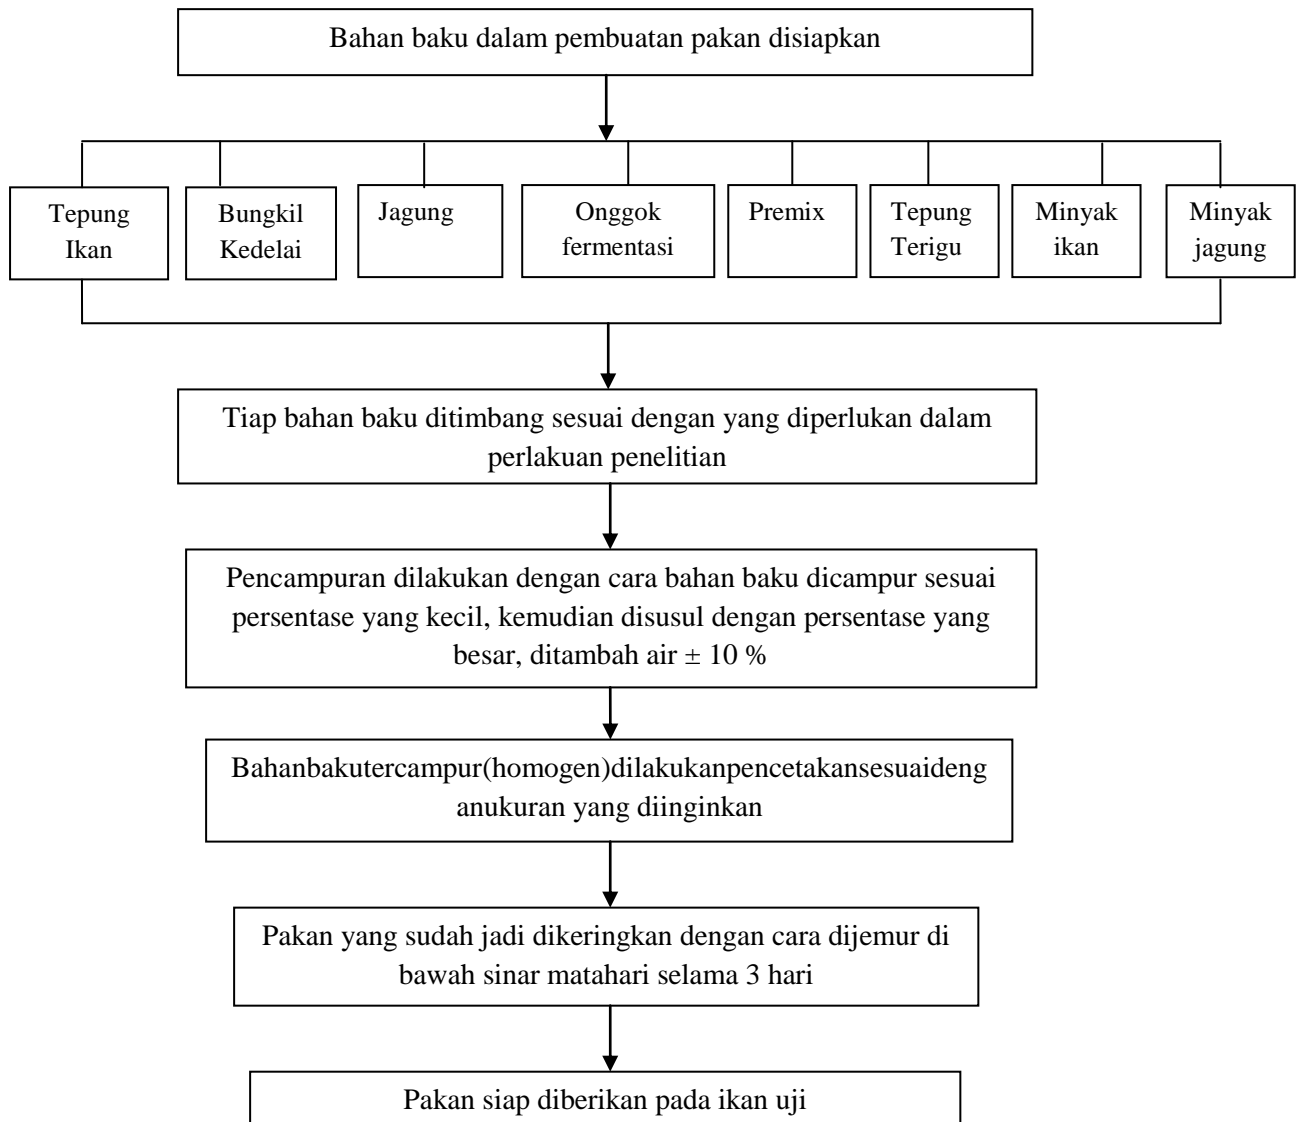 Bahan baku dalam pembuatan pakan disiapkan
Tepung
Ikan
Bungkil
Kedelai
Jagung
Onggok
fermentasi
Premix
Tepung
Terigu
Minyak
ikan
Minyak
jagung
Tiap bahan baku ditimbang sesuai dengan yang diperlukan dalam
perlakuan penelitian
Pencampuran dilakukan dengan cara bahan baku dicampur sesuai
persentase yang kecil, kemudian disusul dengan persentase yang
besar, ditambah air ± 10 %
Bahanbakutercampur(homogen)dilakukanpencetakansesuaideng
anukuran yang diinginkan
Pakan yang sudah jadi dikeringkan dengan cara dijemur di
bawah sinar matahari selama 3 hari
Pakan siap diberikan pada ikan uji